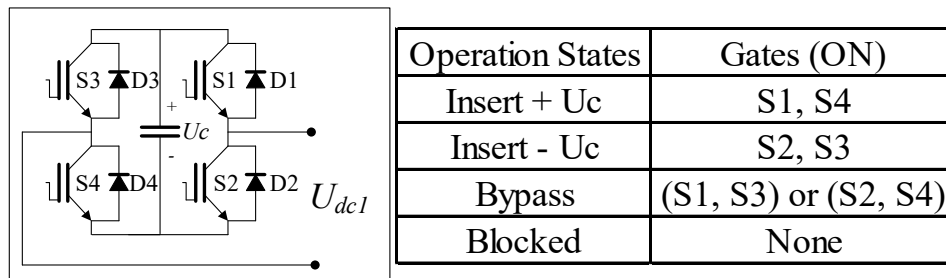 S3 D3 S1 D1
+
Uc
-
S4 D4 S2 D2
Udc1
Operation States Gates (ON)
Insert + Uc S1, S4
Insert - Uc S2, S3
Bypass (S1, S3) or (S2, S4)
Blocked None